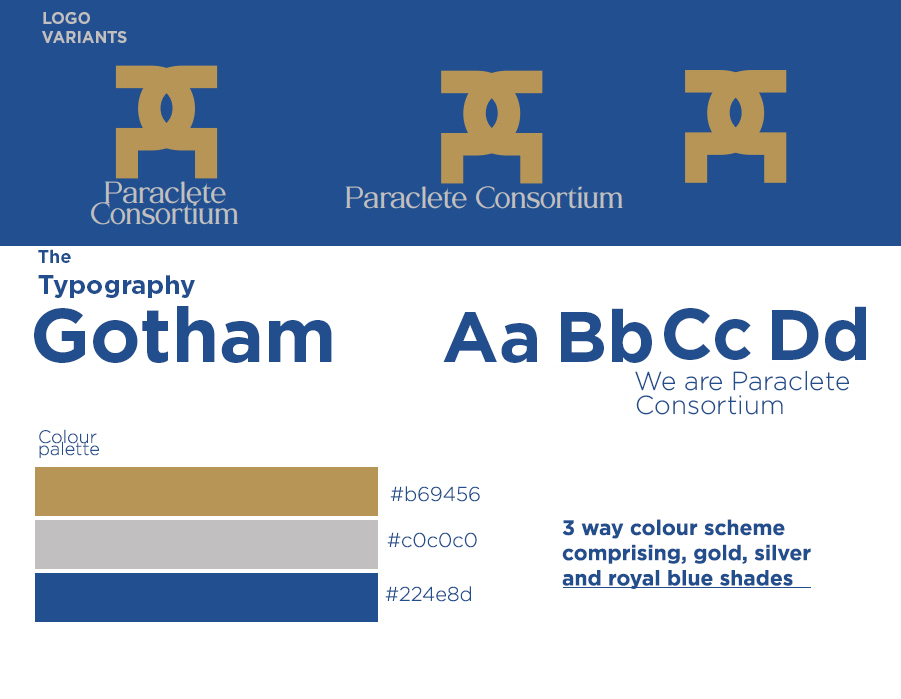 LOGO
VARIANTS
Paraclete
Consortium
Paraclete Consortium
The
Typography
Gotham
Aa Bb Cc Dd
We are Paraclete
Consortium
Colour
palette
#b69456
#c0c0c0
#224e8d
3 way colour scheme
comprising, gold, silver
and royal blue shades